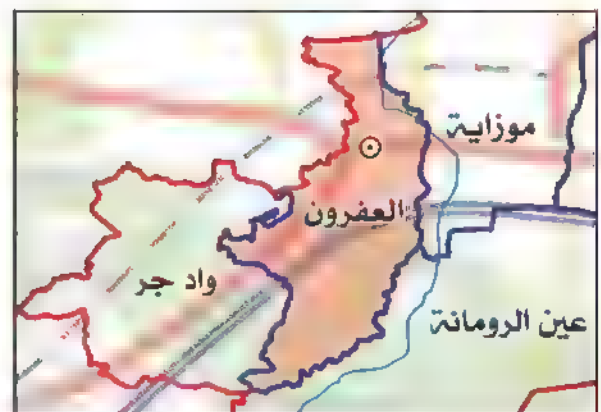 موزاية
العفرون
واد جر
عين الرومانة